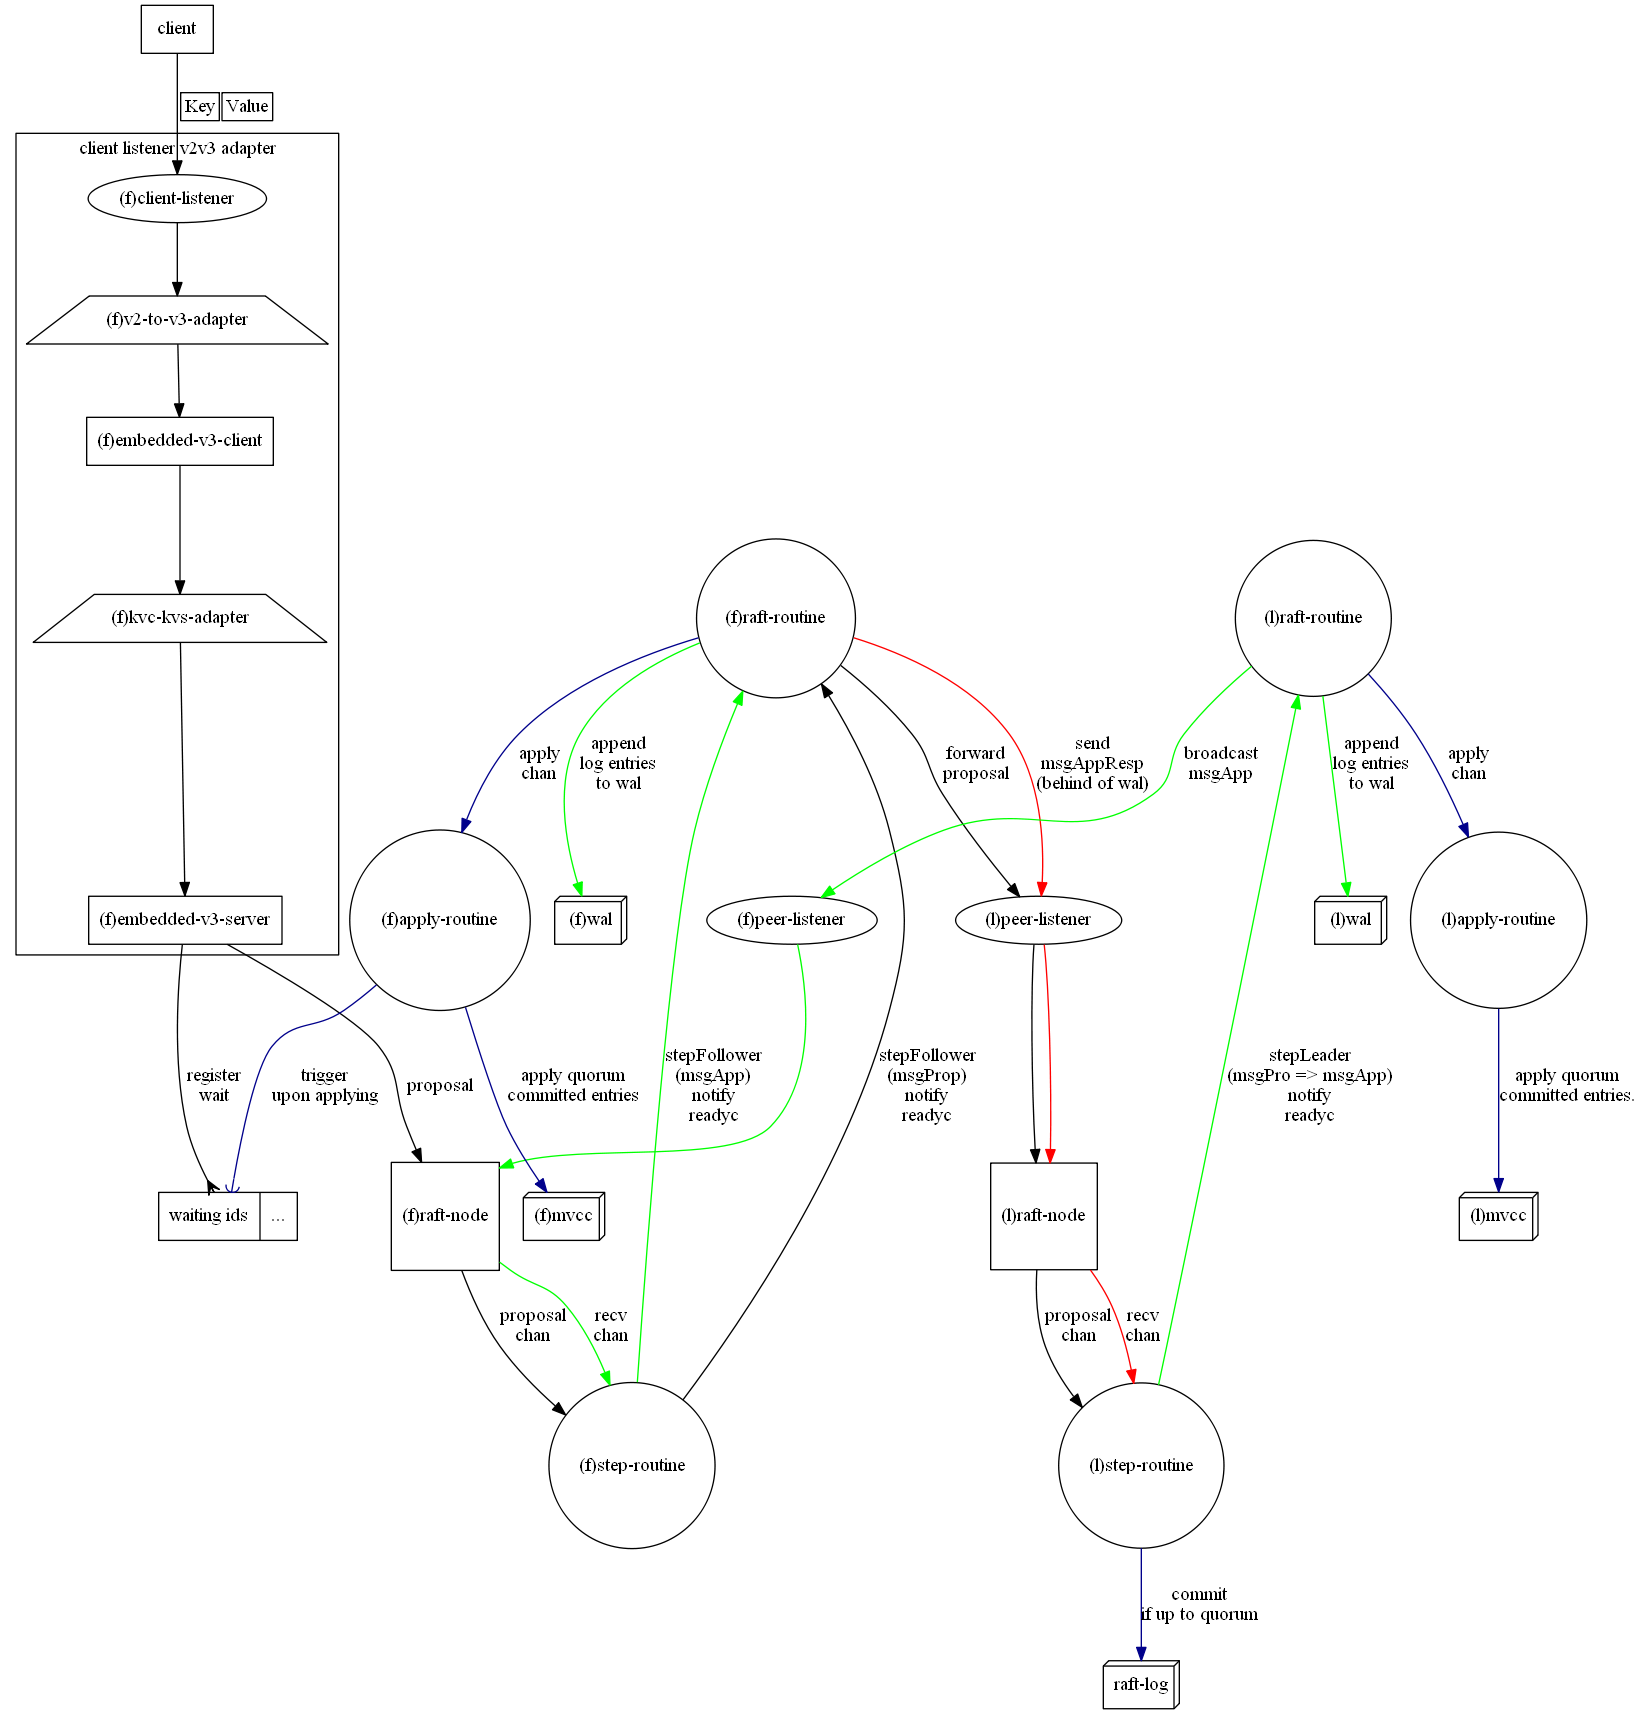 client
Key Value
client listener v2v3 adapter
(f)client-listener
(f)v2-to-v3-adapter
(f)embedded-v3-client
(f)kvc-kvs-adapter
(f)raft-routine
(l)raft-routine
apply
chan
append
log entries
to wal
forward
proposal
send
msgAppResp
(behind of wal)
broadcast
msgApp
append
log entries
to wal
apply
chan
(f)embedded-v3-server
(f)apply-routine
(f)wal
(f)peer-listener
(l)peer-listener
(l)wal
(l)apply-routine
register
wait
trigger
upon applying
proposal
apply quorum
committed entries
stepFollower
(msgApp)
notify
readyc
stepFollower
(msgProp)
notify
readyc
stepLeader
(msgPro => msgApp)
notify
readyc
apply quorum
committed entries.
waiting ids ...
(f)raft-node
(f)mvcc
(l)raft-node
(l)mvcc
proposal
chan
recv
chan
proposal
chan
recv
chan
(f)step-routine
(l)step-routine
commit
if up to quorum
raft-log